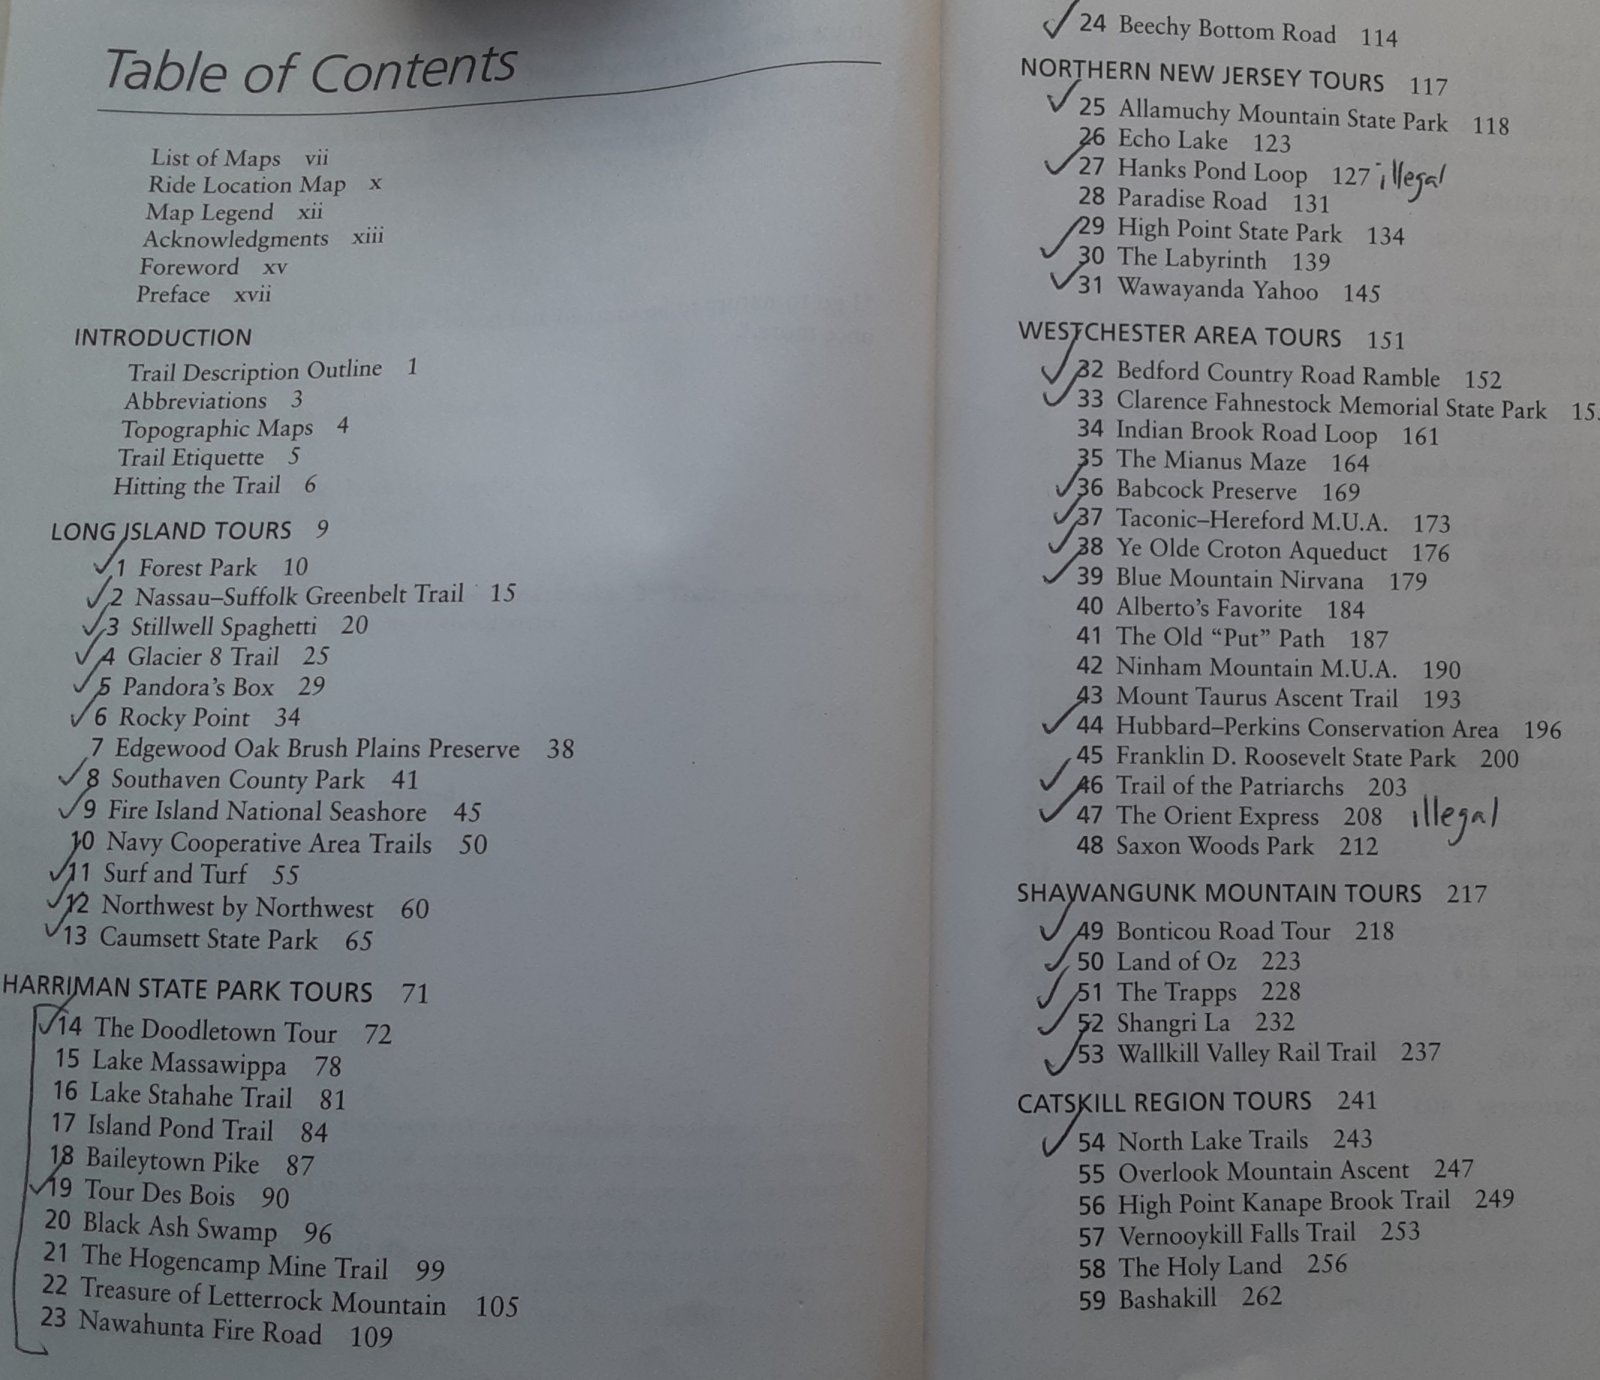 Table of Contents
List of Maps vii
Ride Location Map x
Map Legend xii
Acknowledgments xiii
Foreword xv
Preface xvii
INTRODUCTION
Trail Description Outline 1
Abbreviations 3
Topographic Maps 4
Trail Etiquette 5
Hitting the Trail 6
LONG ISLAND TOURS 9
✓1 Forest Park 10
✓2 Nassau–Suffolk Greenbelt Trail 15
✓3 Stillwell Spaghetti 20
✓4 Glacier 8 Trail 25
✓5 Pandora's Box 29
✓6 Rocky Point 34
7 Edgewood Oak Brush Plains Preserve 38
✓8 Southaven County Park 41
✓9 Fire Island National Seashore 45
10 Navy Cooperative Area Trails 50
✓11 Surf and Turf 55
✓12 Northwest by Northwest 60
✓13 Caumsett State Park 65
HARRIMAN STATE PARK TOURS 71
✓14 The Doodletown Tour 72
15 Lake Massawippa 78
16 Lake Stahahe Trail 81
17 Island Pond Trail 84
18 Baileytown Pike 87
✓19 Tour Des Bois 90
20 Black Ash Swamp 96
21 The Hogencamp Mine Trail 99
22 Treasure of Letterrock Mountain 105
23 Nawahunta Fire Road 109
✓24 Beechy Bottom Road 114
NORTHERN NEW JERSEY TOURS 117
✓25 Allamuchy Mountain State Park 118
26 Echo Lake 123
✓27 Hanks Pond Loop 127 illegal
28 Paradise Road 131
29 High Point State Park 134
✓30 The Labyrinth 139
✓31 Wawayanda Yahoo 145
WESTCHESTER AREA TOURS 151
✓32 Bedford Country Road Ramble 152
✓33 Clarence Fahnestock Memorial State Park
34 Indian Brook Road Loop 161
35 The Mianus Maze 164
✓36 Babcock Preserve 169
✓37 Taconic–Hereford M.U.A. 173
✓38 Ye Olde Croton Aqueduct 176
✓39 Blue Mountain Nirvana 179
40 Alberto's Favorite 184
41 The Old “Put” Path 187
42 Ninham Mountain M.U.A. 190
43 Mount Taurus Ascent Trail 193
✓44 Hubbard–Perkins Conservation Area 196
45 Franklin D. Roosevelt State Park 200
✓46 Trail of the Patriarchs 203
✓47 The Orient Express 208 illegal
48 Saxon Woods Park 212
SHAWANGUNK MOUNTAIN TOURS 217
✓49 Bonticou Road Tour 218
✓50 Land of Oz 223
✓51 The Trapps 228
✓52 Shangri La 232
✓53 Wallkill Valley Rail Trail 237
CATSKILL REGION TOURS 241
✓54 North Lake Trails 243
55 Overlook Mountain Ascent 247
56 High Point Kanape Brook Trail 249
57 Vernooykill Falls Trail 253
58 The Holy Land 256
59 Bashakill 262